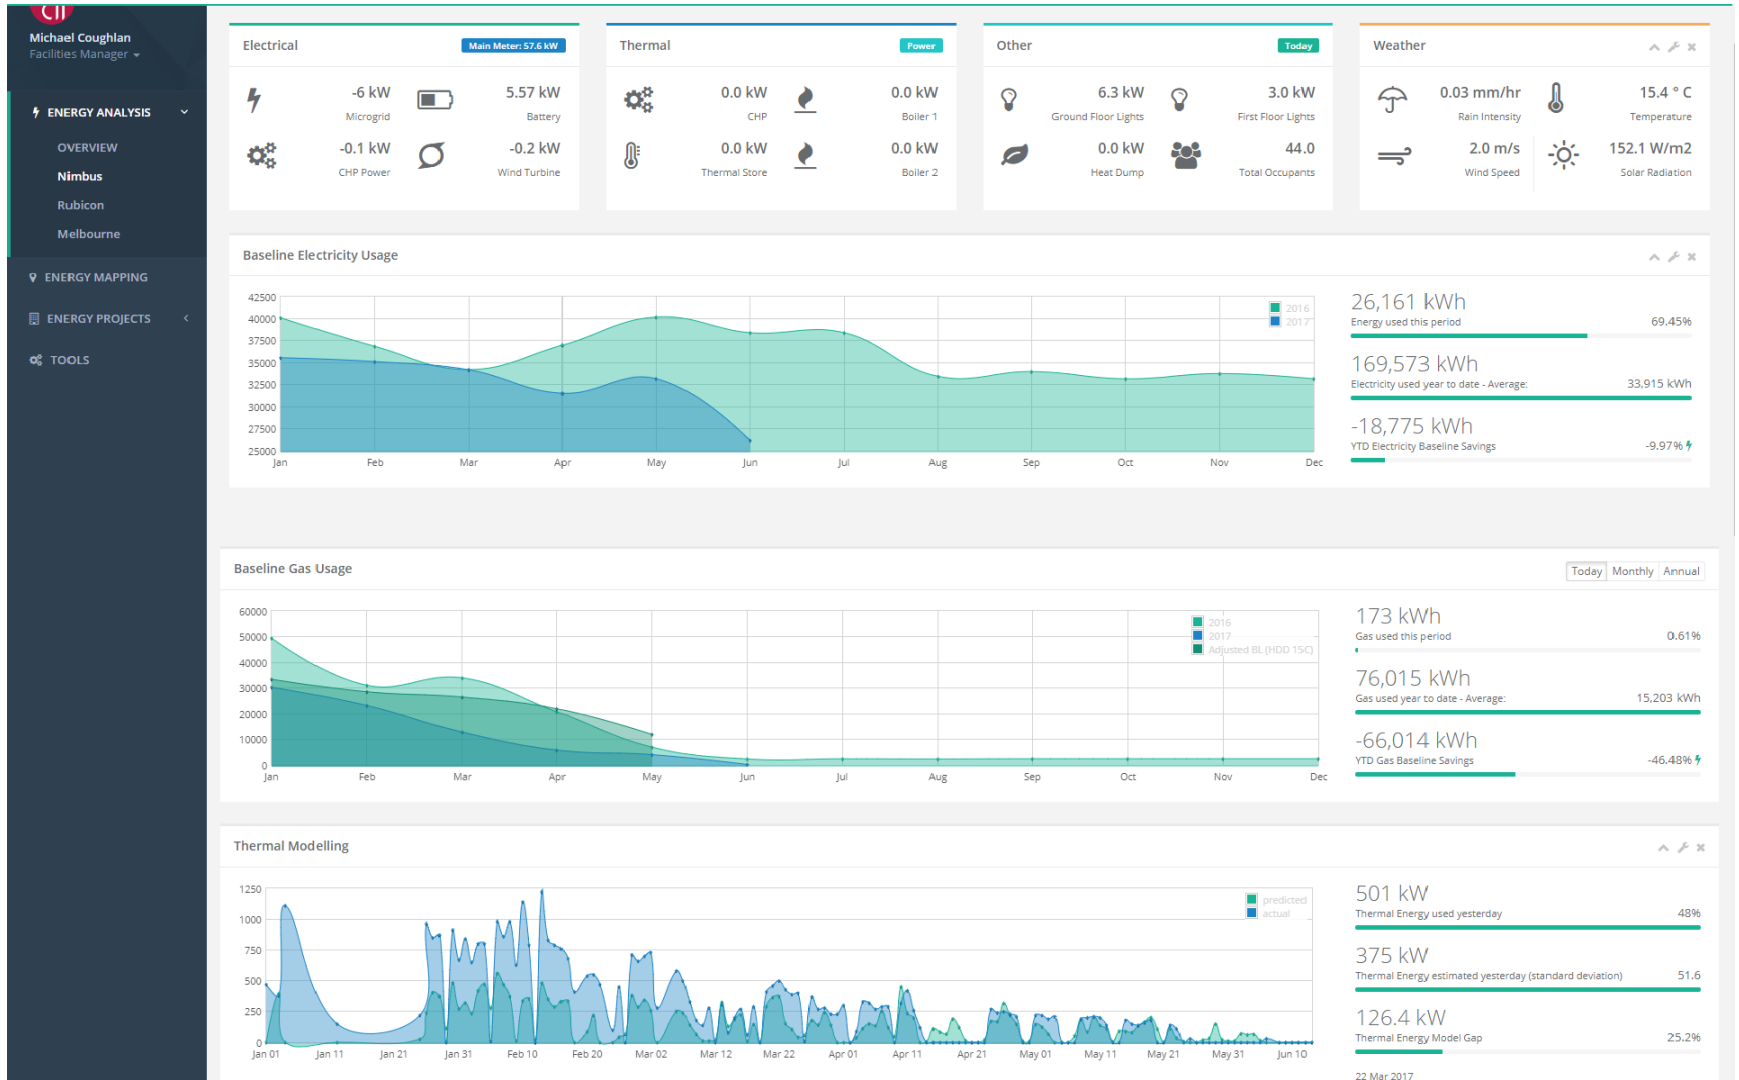 Michael Coughlan
Facilities Manager
ENERGY ANALYSIS
OVERVIEW
Nimbus
Rubicon
Melbourne
ENERGY MAPPING
ENERGY PROJECTS
TOOLS
Electrical
Main Meter: 57.6 kW
-6 kW
Microgrid
5.57 kW
Battery
-0.1 kW
CHP Power
-0.2 kW
Wind Turbine
Thermal
Power
0.0 kW
CHP
0.0 kW
Boiler 1
0.0 kW
Thermal Store
0.0 kW
Boiler 2
Other
Today
6.3 kW
Ground Floor Lights
3.0 kW
First Floor Lights
0.0 kW
Heat Dump
44.0
Total Occupants
Weather
0.03 mm/hr
Rain Intensity
15.4 ° C
Temperature
2.0 m/s
Wind Speed
152.1 W/m2
Solar Radiation
Baseline Electricity Usage
42500
40000
37500
35000
32500
30000
27500
25000
Jan Feb Mar Apr May Jun Jul Aug Sep Oct Nov Dec
2016
2017
26,161 kWh
Energy used this period 69.45%
169,573 kWh
Electricity used year to date - Average: 33,915 kWh
-18,775 kWh
YTD Electricity Baseline Savings -9.97%
Baseline Gas Usage
Today Monthly Annual
60000
50000
40000
30000
20000
10000
0
Jan Feb Mar Apr May Jun Jul Aug Sep Oct Nov Dec
2016
2017
Adjusted BL (HDD 15C)
173 kWh
Gas used this period 0.61%
76,015 kWh
Gas used year to date - Average: 15,203 kWh
-66,014 kWh
YTD Gas Baseline Savings -46.48%
Thermal Modelling
1250
1000
750
500
250
0
Jan 01 Jan 11 Jan 21 Jan 31 Feb 10 Feb 20 Mar 02 Mar 12 Mar 22 Apr 01 Apr 11 Apr 21 May 01 May 11 May 21 May 31 Jun 10
predicted
actual
501 kW
Thermal Energy used yesterday 48%
375 kW
Thermal Energy estimated yesterday (standard deviation) 51.6
126.4 kW
Thermal Energy Model Gap 25.2%
22 Mar 2017